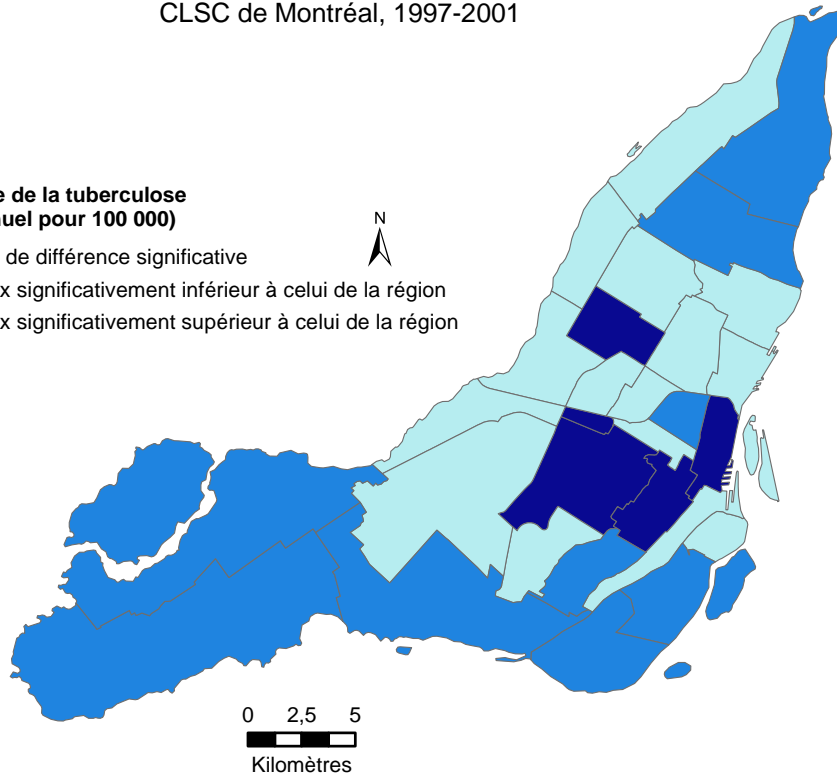 CLSC de Montréal, 1997-2001
de la tuberculose
pour 100 000)
de différence significative
significativement inférieur à celui de la région
significativement supérieur à celui de la région
N
0 2,5 5
Kilomètres